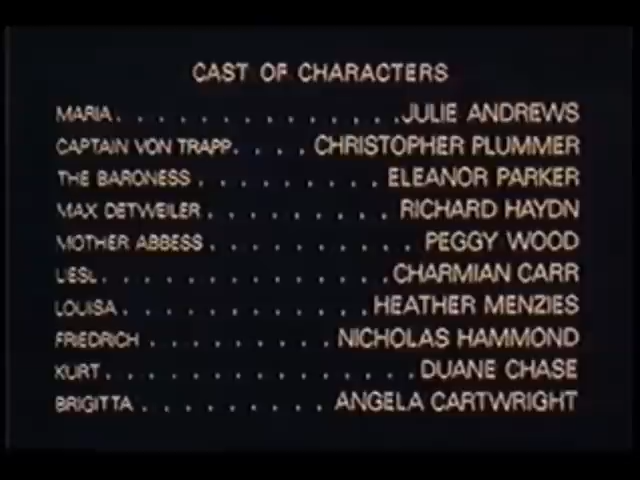 CAST OF CHARACTERS
MARIA. . . . . . . . . . . . . . .JULIE ANDREWS
CAPTAIN VON TRAPP. . . . CHRISTOPHER PLUMMER
THE BARONESS . . . . . . . . . ELEANOR PARKER
MAX DETWEILER . . . . . . . . . RICHARD HAYDN
MOTHER ABBESS . . . . . . . . . . PEGGY WOOD
LIESL. . . . . . . . . . . . . . . CHARMIAN CARR
LOUISA . . . . . . . . . . . . . HEATHER MENZIES
FRIEDRICH . . . . . . . . . NICHOLAS HAMMOND
KURT. . . . . . . . . . . . . . . . DUANE CHASE
BRIGITTA . . . . . . . . . ANGELA CARTWRIGHT